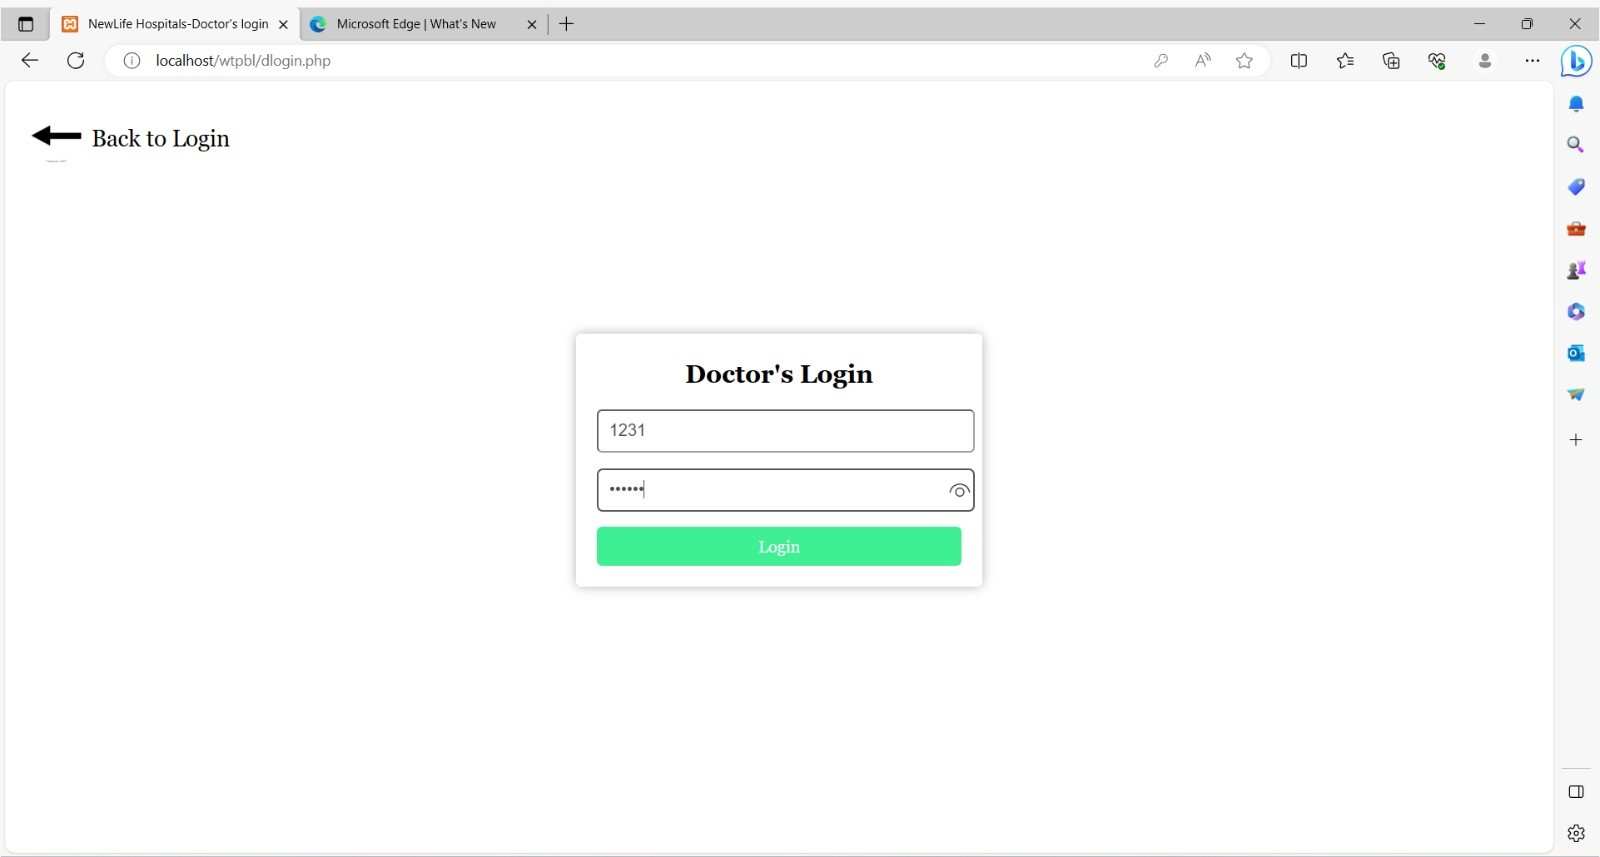 NewLife Hospitals-Doctor's login
Microsoft Edge | What's New
localhost/wtpbl/dlogin.php
Back to Login
Doctor's Login
1231
••••••
Login